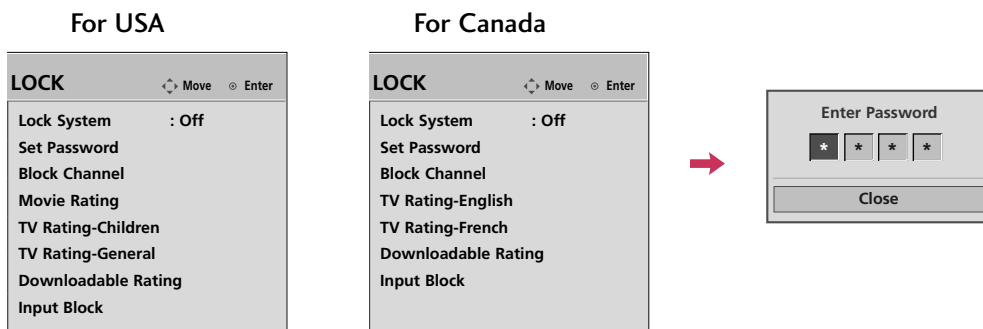 For USA
LOCK Move Enter
Lock System : Off
Set Password
Block Channel
Movie Rating
TV Rating-Children
TV Rating-General
Downloadable Rating
Input Block
For Canada
LOCK Move Enter
Lock System : Off
Set Password
Block Channel
TV Rating-English
TV Rating-French
Downloadable Rating
Input Block
Enter Password
* * * *
Close